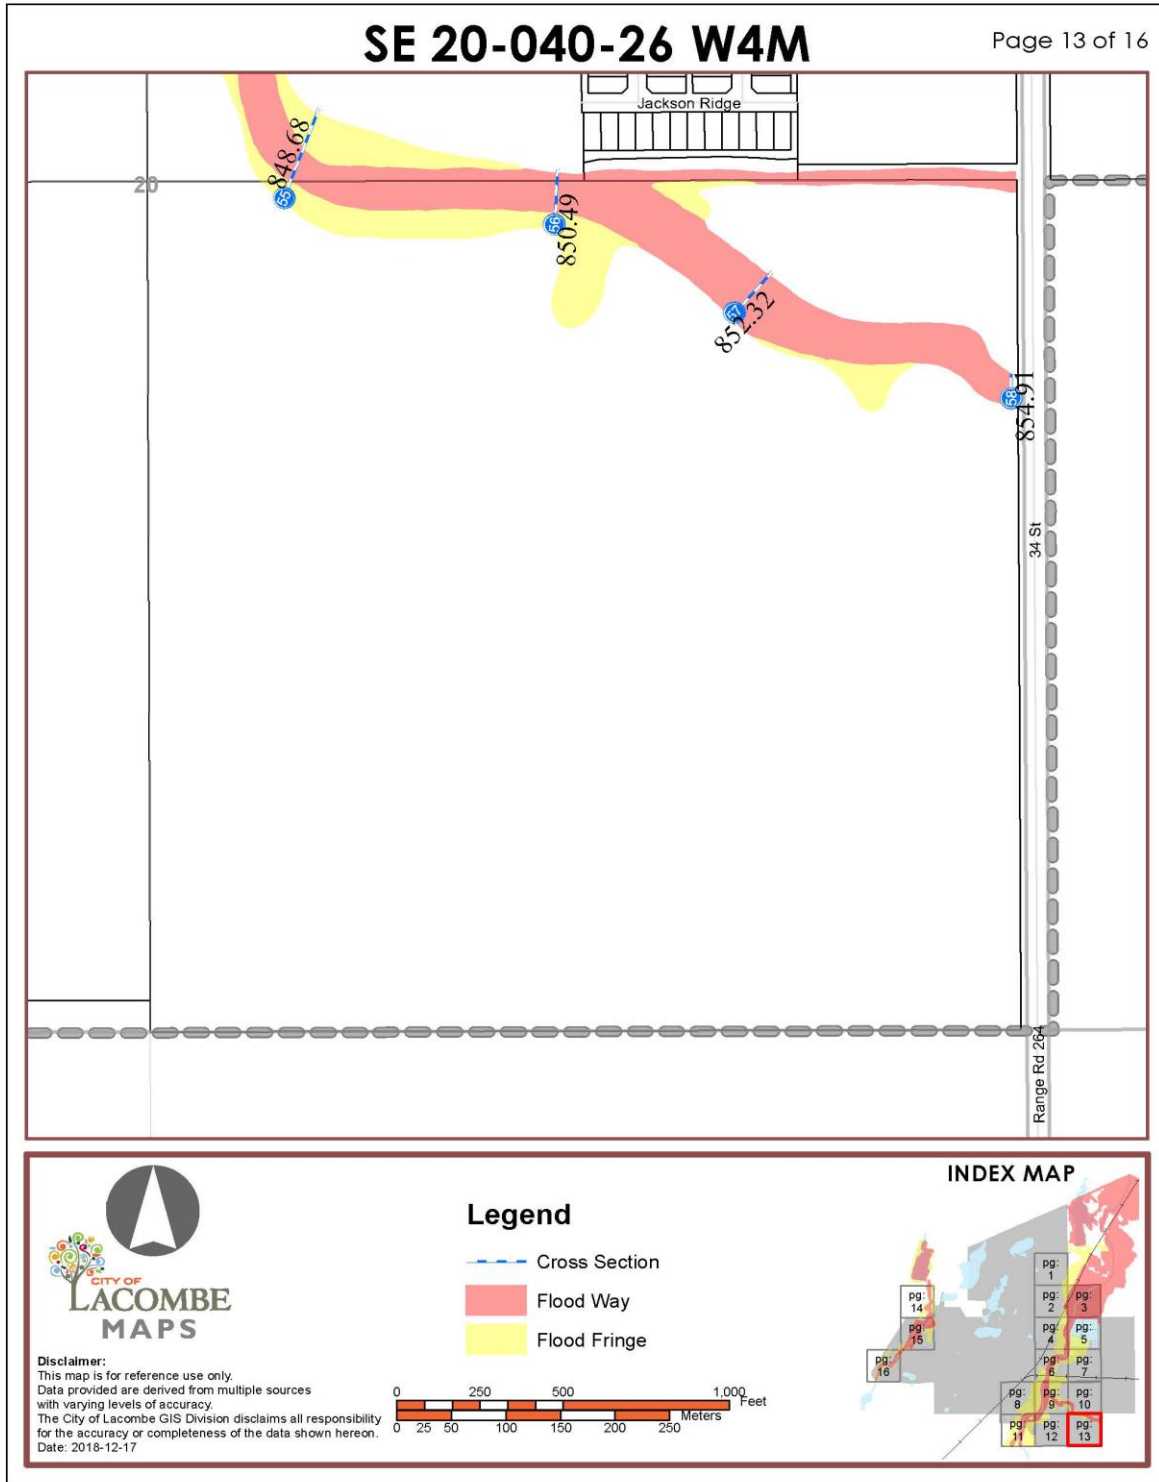 SE 20-040-26 W4M
Page 13 of 16
Jackson Ridge
848.68
20
55
56
850.49
57
852.32
58
854.91
34 St
Range Rd 264
CITY OF
LACOMBE
MAPS
Disclaimer:
This map is for reference use only.
Data provided are derived from multiple sources
with varying levels of accuracy.
The City of Lacombe GIS Division disclaims all responsibility
for the accuracy or completeness of the data shown hereon.
Date: 2018-12-17
Legend
Cross Section
Flood Way
Flood Fringe
0 250 500 1,000 Feet
Meters
0 25 50 100 150 200 250
INDEX MAP
pg: 1
pg: 14
pg: 2
pg: 3
pg: 15
pg: 4
pg: 5
pg: 16
pg: 6
pg: 7
pg: 8
pg: 9
pg: 10
pg: 11
pg: 12
pg: 13